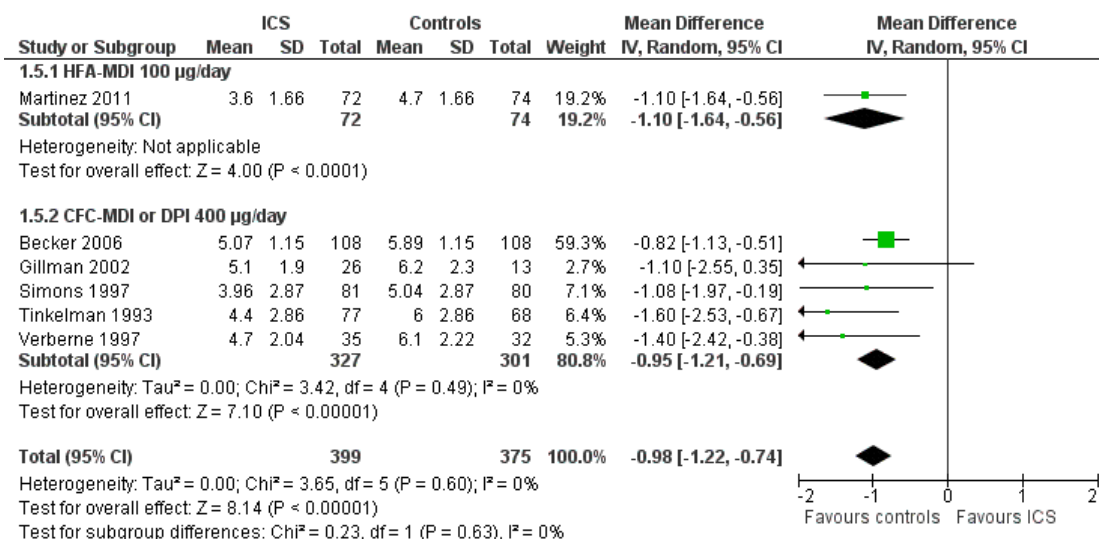 ICS Controls Mean Difference Mean Difference
Study or Subgroup Mean SD Total Mean SD Total Weight IV, Random, 95% CI IV, Random, 95% CI
1.5.1 HFA-MDI 100 µg/day
Martinez 2011 3.6 1.66 72 4.7 1.66 74 19.2% -1.10 [-1.64, -0.56]
Subtotal (95% CI) 72 74 19.2% -1.10 [-1.64, -0.56]
Heterogeneity: Not applicable
Test for overall effect: Z = 4.00 (P < 0.0001)
1.5.2 CFC-MDI or DPI 400 µg/day
Becker 2006 5.07 1.15 108 5.89 1.15 108 59.3% -0.82 [-1.13, -0.51]
Gillman 2002 5.1 1.9 26 6.2 2.3 13 2.7% -1.10 [-2.55, 0.35]
Simons 1997 3.96 2.87 81 5.04 2.87 80 7.1% -1.08 [-1.97, -0.19]
Tinkelman 1993 4.4 2.86 77 6 2.86 68 6.4% -1.60 [-2.53, -0.67]
Verberne 1997 4.7 2.04 35 6.1 2.22 32 5.3% -1.40 [-2.42, -0.38]
Subtotal (95% CI) 327 301 80.8% -0.95 [-1.21, -0.69]
Heterogeneity: Tau² = 0.00; Chi² = 3.42, df = 4 (P = 0.49); I² = 0%
Test for overall effect: Z = 7.10 (P < 0.00001)
Total (95% CI) 399 375 100.0% -0.98 [-1.22, -0.74]
Heterogeneity: Tau² = 0.00; Chi² = 3.65, df = 5 (P = 0.60); I² = 0%
Test for overall effect: Z = 8.14 (P < 0.00001)
Test for subgroup differences: Chi² = 0.23, df = 1 (P = 0.63), I² = 0%
-2 -1 0 1 2
Favours controls Favours ICS